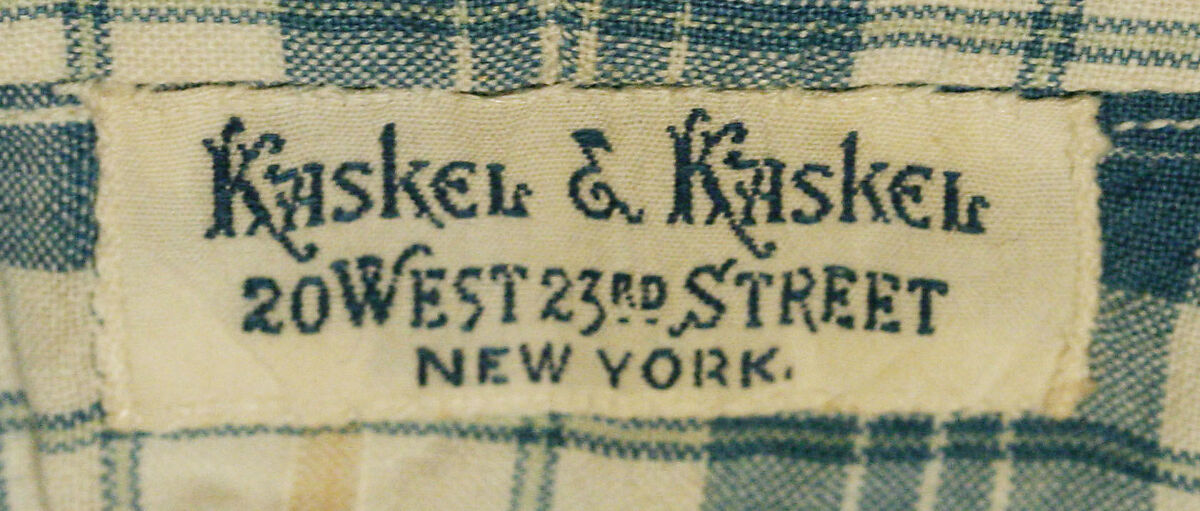 Kaskel & Kaskel
20 West 23RD Street
NEW YORK.